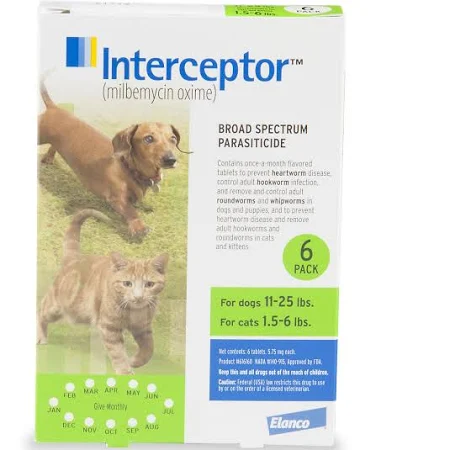 6
1.5-6 lbs.
PACK
Interceptor™
(milbemycin oxime)
BROAD SPECTRUM
PARASITICIDE
Contains once-a-month flavored
tablets to prevent heartworm disease,
control adult hookworm infection,
and remove and control adult
roundworms and whipworms in
dogs and puppies, and to prevent
heartworm disease and remove
adult hookworms and
roundworms in cats
and kittens
6
PACK
For dogs 11-25 lbs.
For cats 1.5-6 lbs.
Net contents: 6 tablets, 5.75 mg each.
Approved by FDA.
Keep this and all drugs out of the reach of children.
Caution: Federal (USA) law restricts this drug to use
by or on the order of a licensed veterinarian.
JAN FEB MAR APR MAY JUN JUL
Give Monthly
AUG SEP OCT NOV DEC
Elanco